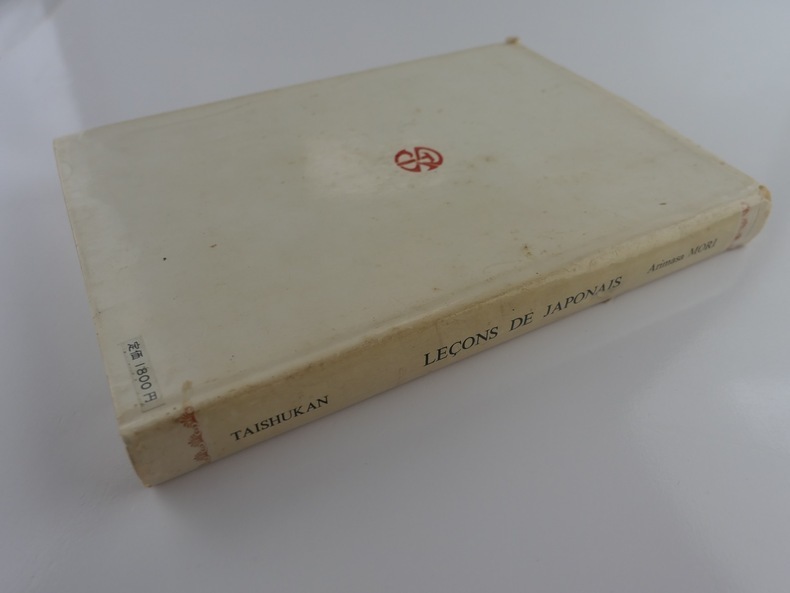 定価1800円
TAISHUKAN
LEÇONS DE JAPONAIS
Arimasa MORI